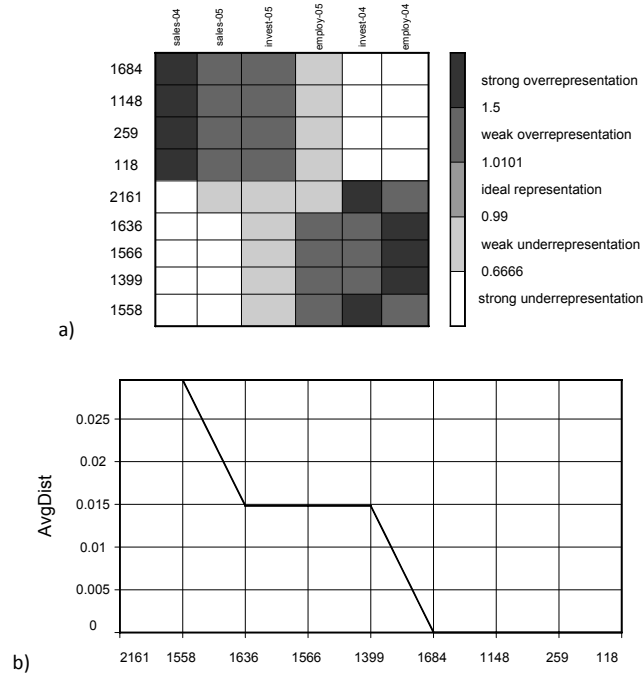 sales-04 sales-05 invest-05 employ-05 invest-04 employ-04
1684
1148
259
118
2161
1636
1566
1399
1558
strong overrepresentation
1.5
weak overrepresentation
1.0101
ideal representation
0.99
weak underrepresentation
0.6666
strong underrepresentation
a)
AvgDist
0.025
0.02
0.015
0.01
0.005
0
2161 1558 1636 1566 1399 1684 1148 259 118
b)